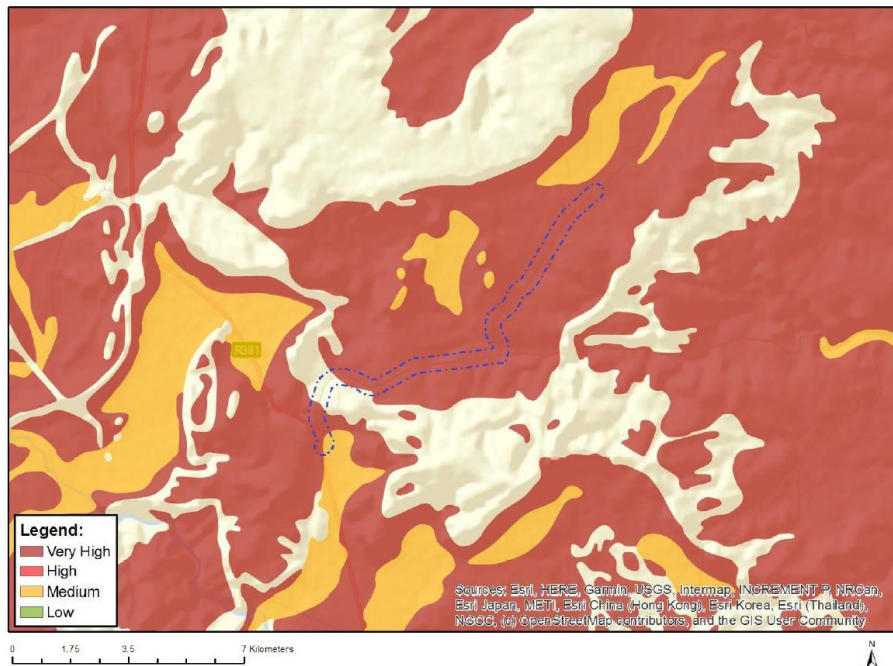 R381
Legend:
Very High
High
Medium
Low
Sources: Esri, HERE, Garmin, USGS, Intermap, INCREMENT P, NRCan,
Esri Japan, METI, Esri China (Hong Kong), Esri Korea, Esri (Thailand),
NGCC, (c) OpenStreetMap contributors, and the GIS User Community
0 1.75 3.5 7 Kilometers
N